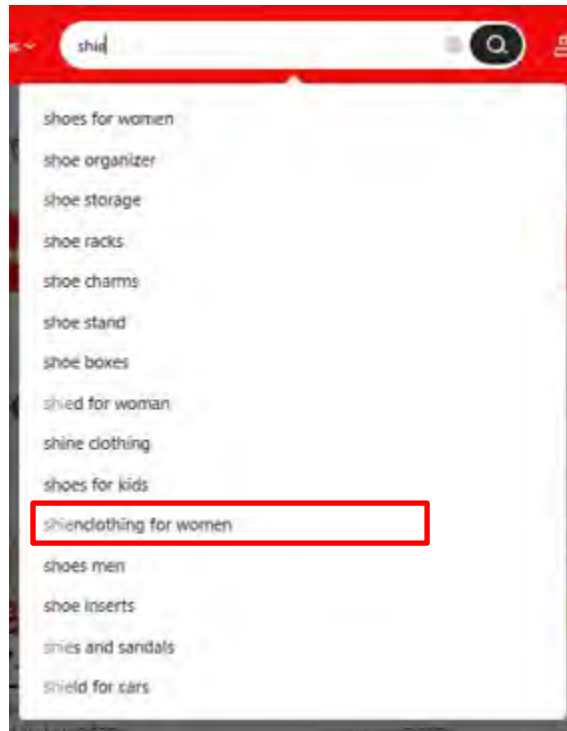 shie
shoes for women
shoe organizer
shoe storage
shoe racks
shoe charms
shoe stand
shoe boxes
shied for woman
shine clothing
shoes for kids
shienclothing for women
shoes men
shoe inserts
shies and sandals
shield for cars